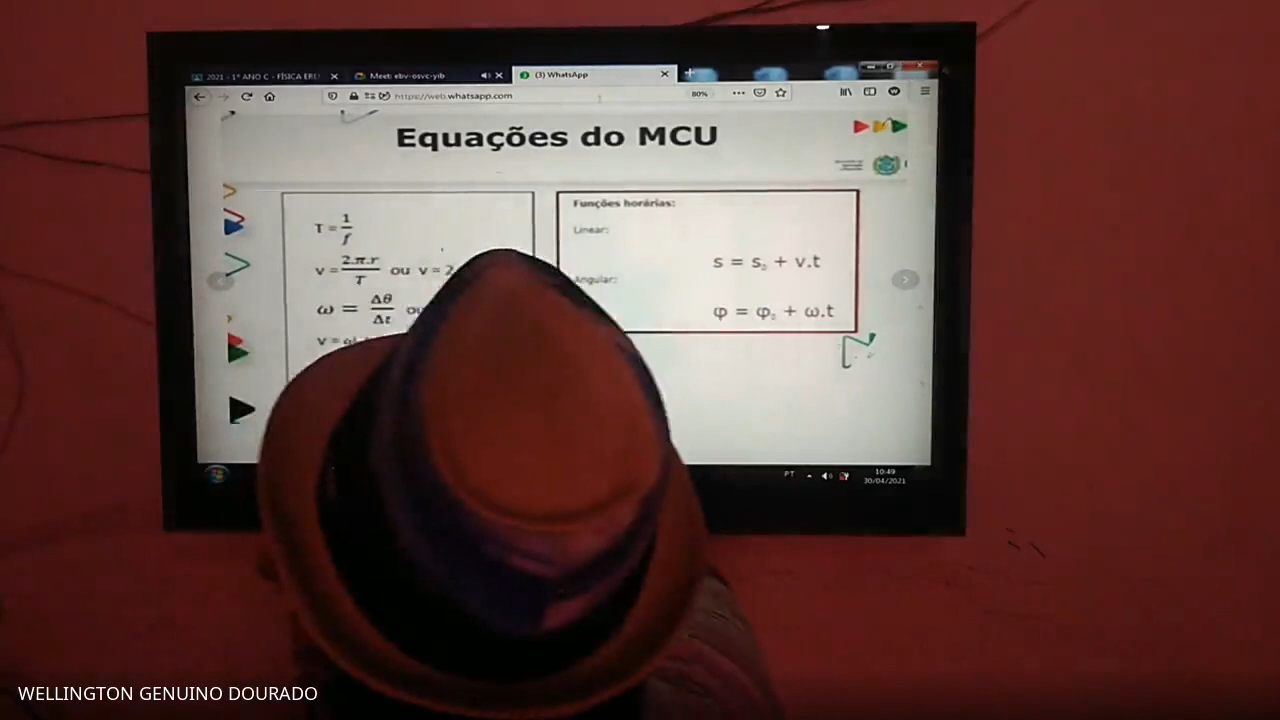 2021 - 1º ANO C - FÍSICA ERE
Meet: ebv-osvc-yib
(3) WhatsApp
https://web.whatsapp.com
80%
Equações do MCU
T = 1/f
v = 2.π.r/T ou v = 2
ω = Δθ/Δt ou
v = ω
Funções horárias:
Linear:
s = s₀ + v.t
Angular:
φ = φ₀ + ω.t
PT
10:49
30/04/2021
WELLINGTON GENUINO DOURADO